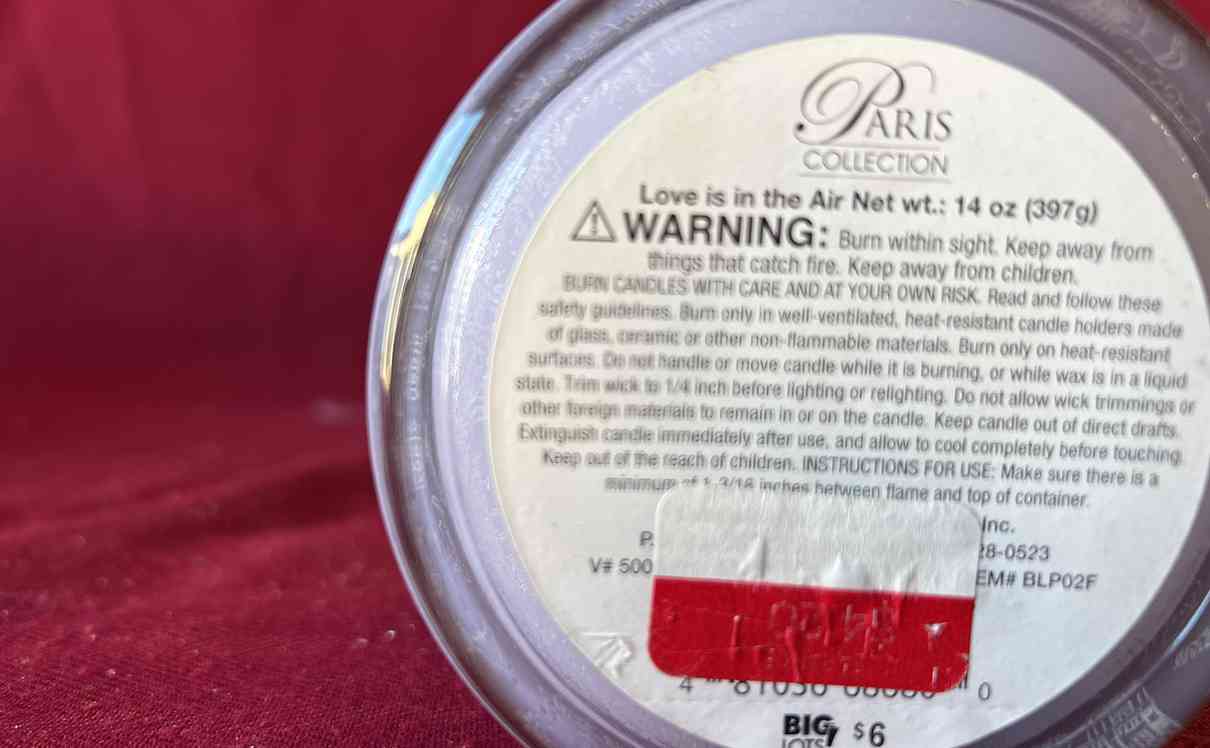 PARIS
COLLECTION
Love is in the Air Net wt.: 14 oz (397g)
WARNING: Burn within sight. Keep away from
things that catch fire. Keep away from children.
BURN CANDLES WITH CARE AND AT YOUR OWN RISK. Read and follow these
safety guidelines. Burn only in well-ventilated, heat-resistant candle holders made
of glass, ceramic or other non-flammable materials. Burn only on heat-resistant
surfaces. Do not handle or move candle while it is burning, or while wax is in a liquid
state. Trim wick to 1/4 inch before lighting or relighting. Do not allow wick trimmings or
other foreign materials to remain in or on the candle. Keep candle out of direct drafts.
Extinguish candle immediately after use, and allow to cool completely before touching.
Keep out of the reach of children. INSTRUCTIONS FOR USE: Make sure there is a
minimum of 1-3/16 inches between flame and top of container.
Inc.
P.
28-0523
V# 500
EM# BLP02F
4 0
BIG LOTS $6